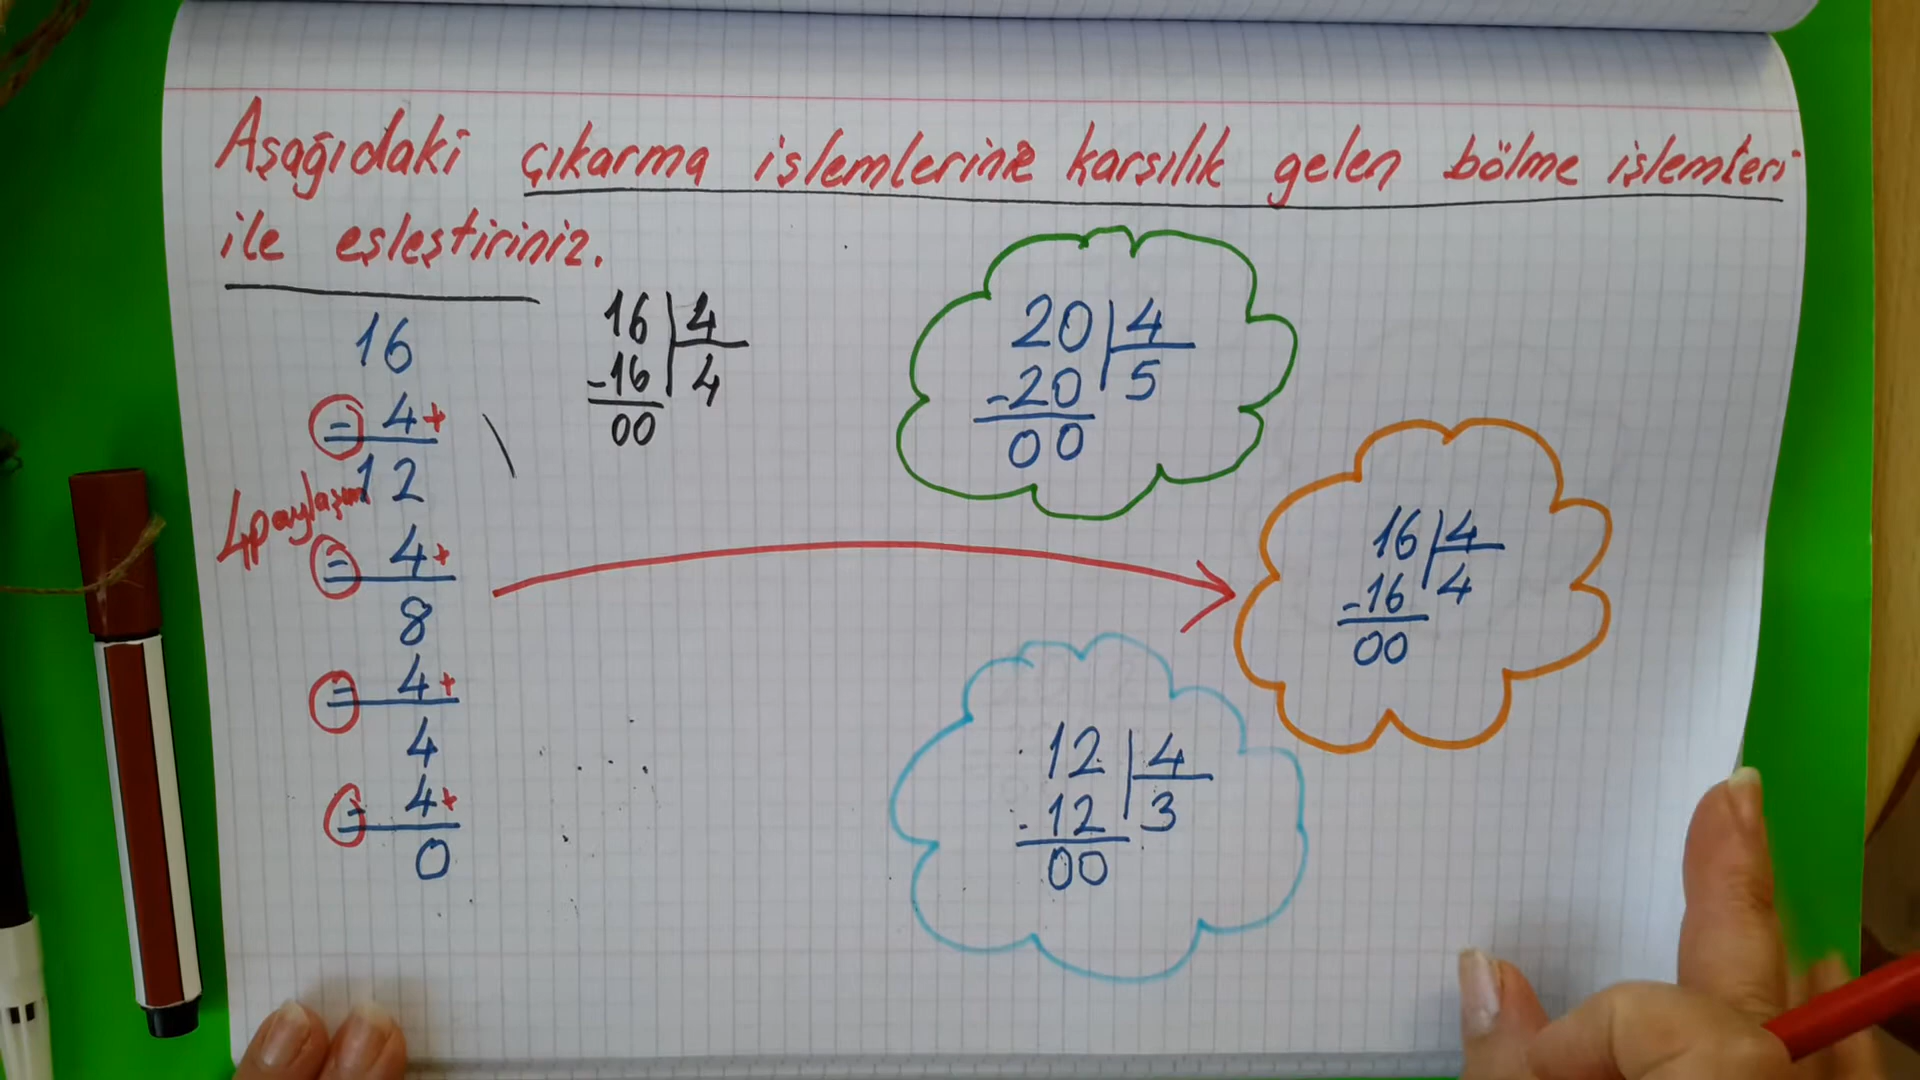 Aşağıdaki çıkarma işlemlerine karşılık gelen bölme işlemleri
ile eşleştiriniz.
16
- 4+
12
4 paylaşım
- 4+
8
- 4+
4
- 4+
0
16 | 4
-16 | 4
00
20 | 4
-20 | 5
00
16 | 4
-16 | 4
00
12 | 4
-12 | 3
00